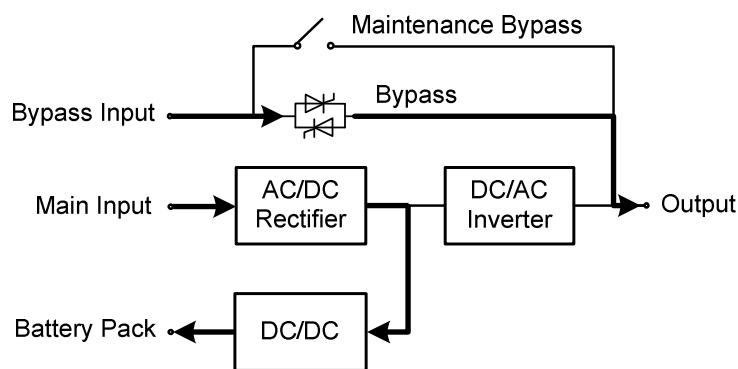 Maintenance Bypass
Bypass Input
Bypass
Main Input
AC/DC
Rectifier
DC/AC
Inverter
Output
Battery Pack
DC/DC